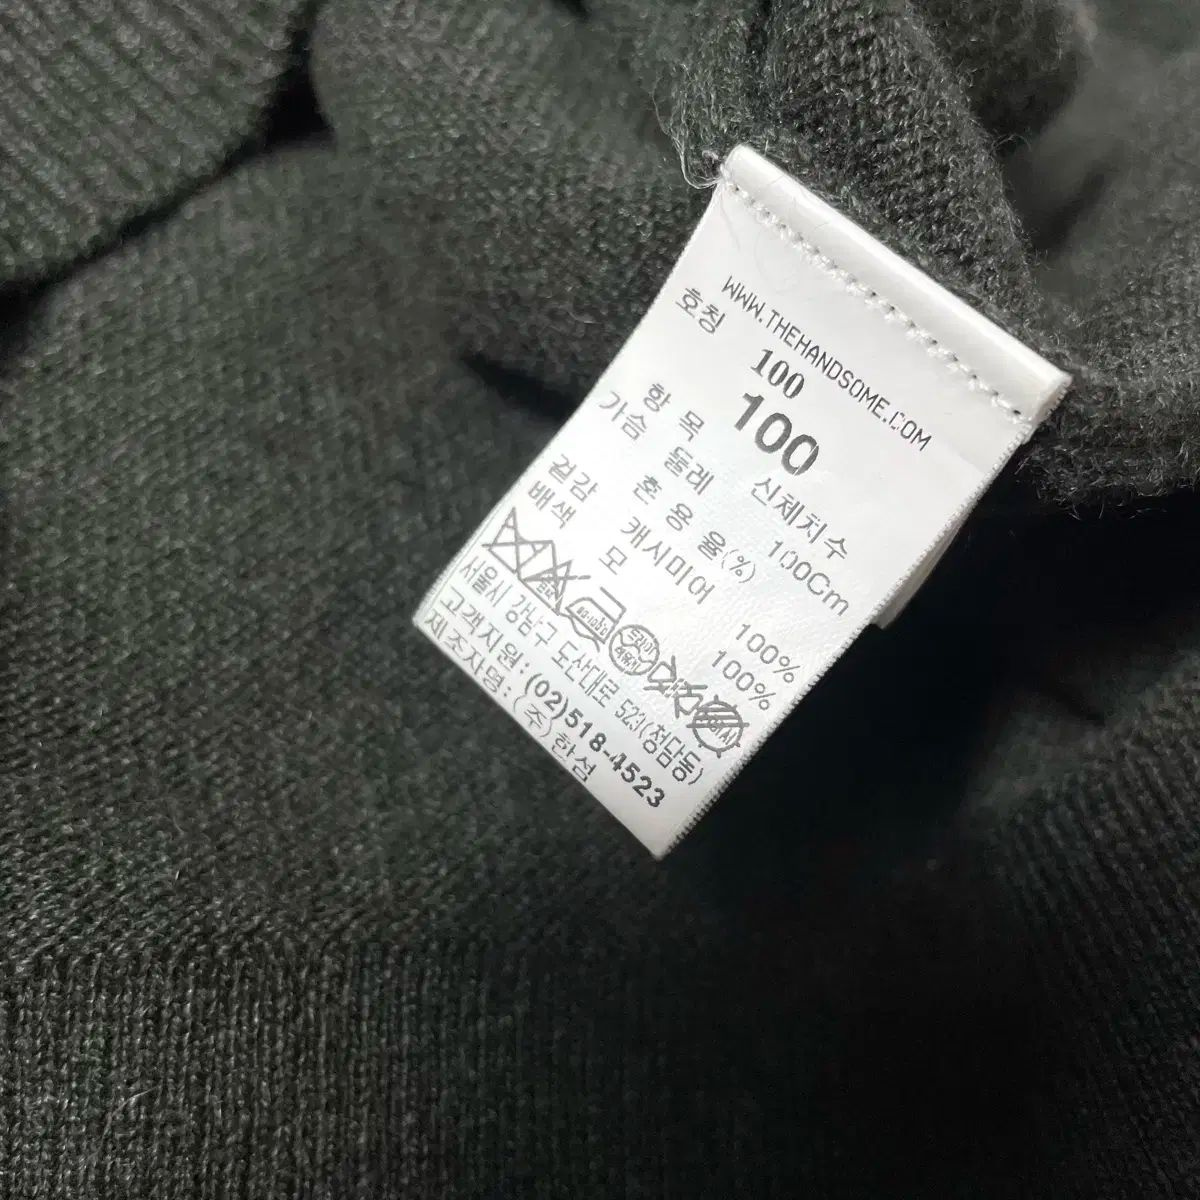 WWW.THEHANDSOME.COM
호칭 100
100
항 목 신체치수
가슴 둘레 100Cm
혼 용 율(%)
겉감 캐시미어 100%
배색 모 100%
서울시 강남구 도산대로 523(청담동)
고객지원:(02)518-4523
제조자명:(주)한섬